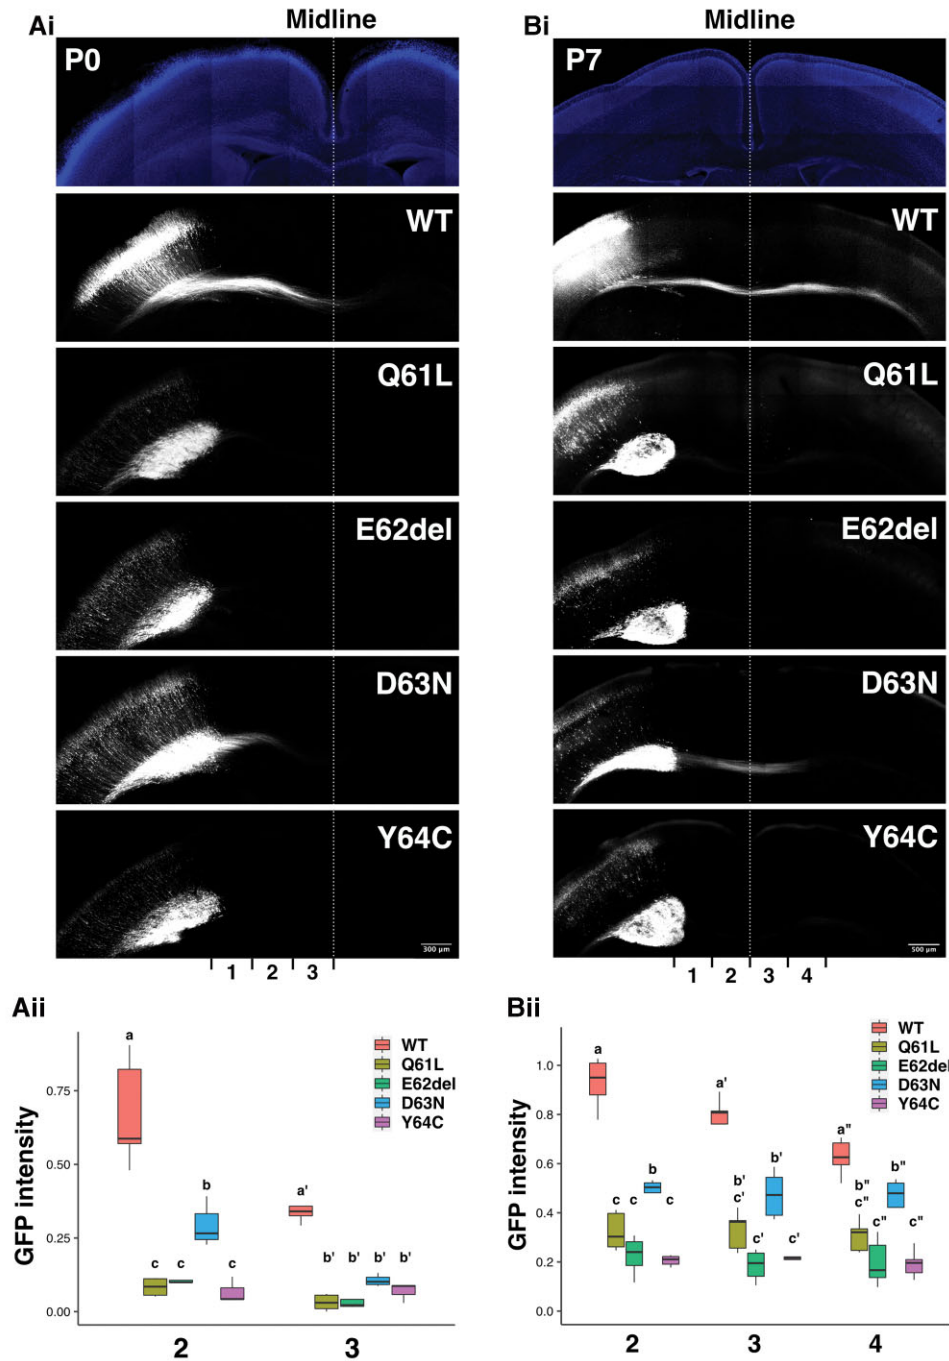 Ai
Midline
P0
WT
Q61L
E62del
D63N
Y64C
300 µm
1 2 3
Bi
Midline
P7
WT
Q61L
E62del
D63N
Y64C
500 µm
1 2 3 4
Aii
GFP intensity
0.75
0.50
0.25
0.00
a
b
c c c
a'
b' b' b' b'
WT
Q61L
E62del
D63N
Y64C
2 3
Bii
GFP intensity
1.0
0.8
0.6
0.4
0.2
0.0
a
b
c c c
a'
b'
b'
c'
c' c'
a"
b"
b"
c"
c" c"
WT
Q61L
E62del
D63N
Y64C
2 3 4